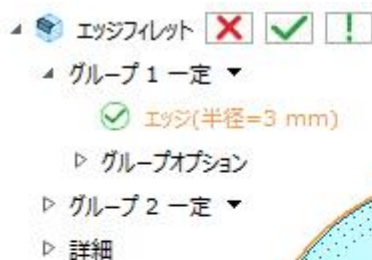 エッジフィレット
グループ 1 一定
エッジ(半径=3 mm)
グループオプション
グループ 2 一定
詳細